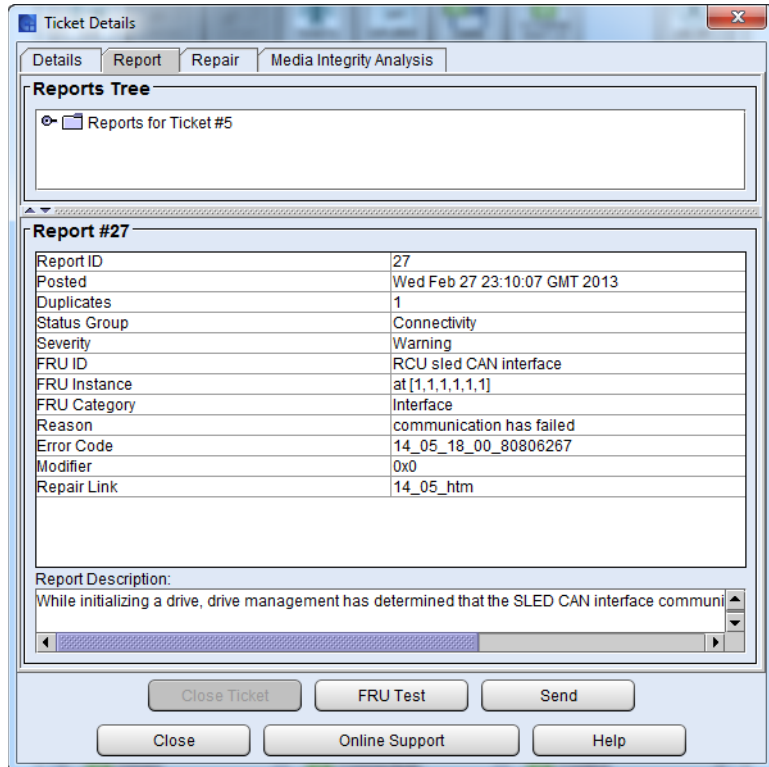 Ticket Details
Details Report Repair Media Integrity Analysis
Reports Tree
Reports for Ticket #5
Report #27
Report ID 27
Posted Wed Feb 27 23:10:07 GMT 2013
Duplicates 1
Status Group Connectivity
Severity Warning
FRU ID RCU sled CAN interface
FRU Instance at [1,1,1,1,1,1]
FRU Category Interface
Reason communication has failed
Error Code 14_05_18_00_80806267
Modifier 0x0
Repair Link 14_05_htm
Report Description:
While initializing a drive, drive management has determined that the SLED CAN interface communi
Close Ticket FRU Test Send
Close Online Support Help